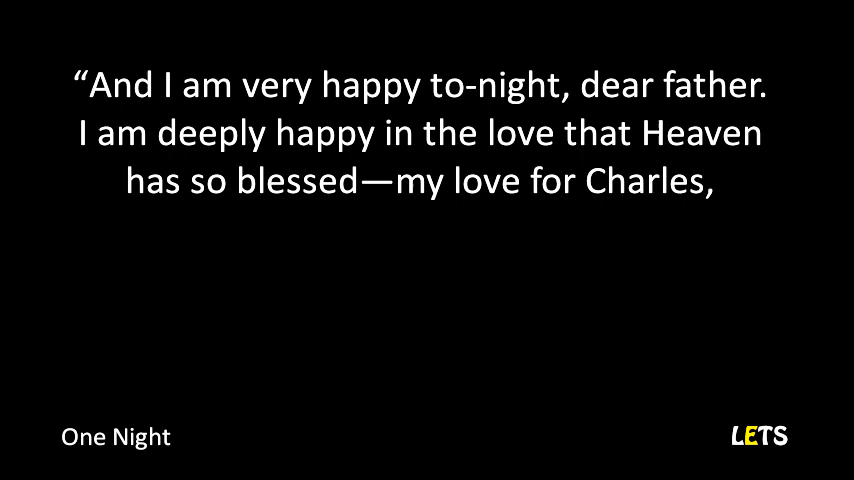 “And I am very happy to-night, dear father.
I am deeply happy in the love that Heaven
has so blessed—my love for Charles,
One Night
LETS